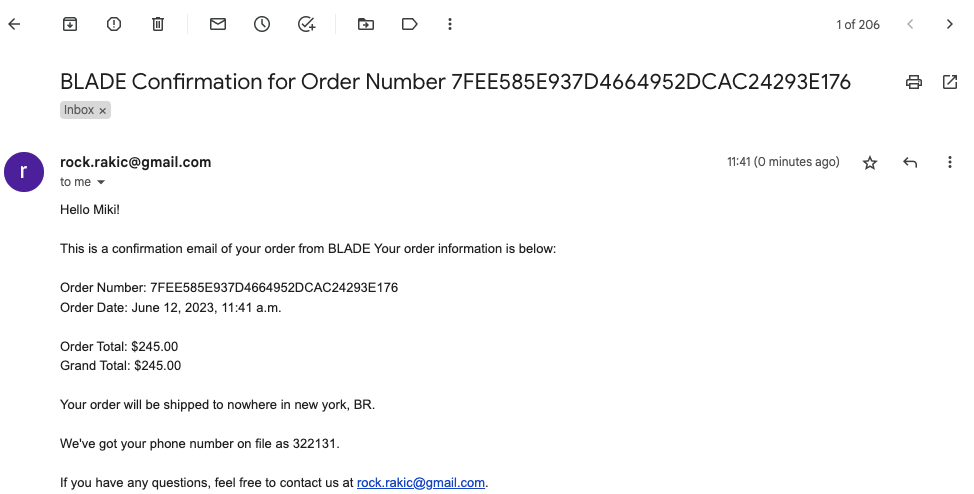 1 of 206
BLADE Confirmation for Order Number 7FEE585E937D4664952DCAC24293E176
Inbox x
r
rock.rakic@gmail.com
11:41 (0 minutes ago)
to me
Hello Miki!
This is a confirmation email of your order from BLADE Your order information is below:
Order Number: 7FEE585E937D4664952DCAC24293E176
Order Date: June 12, 2023, 11:41 a.m.
Order Total: $245.00
Grand Total: $245.00
Your order will be shipped to nowhere in new york, BR.
We've got your phone number on file as 322131.
If you have any questions, feel free to contact us at rock.rakic@gmail.com.